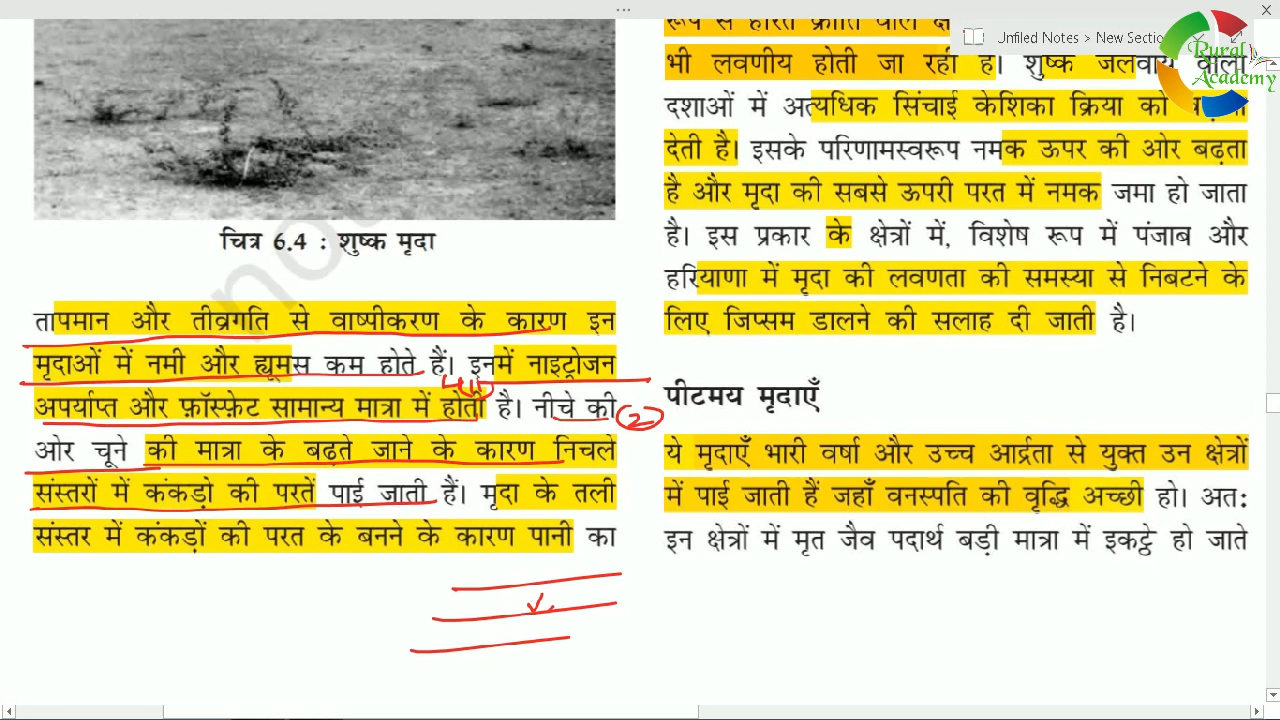 चित्र 6.4 : शुष्क मृदा
तापमान और तीव्रगति से वाष्पीकरण के कारण इन
मृदाओं में नमी और ह्यूमस कम होते हैं। इनमें नाइट्रोजन
अपर्याप्त और फ़ॉस्फ़ेट सामान्य मात्रा में होती है। नीचे की
2
ओर चूने की मात्रा के बढ़ते जाने के कारण निचले
संस्तरों में कंकड़ो की परतें पाई जाती हैं। मृदा के तली
संस्तर में कंकड़ों की परत के बनने के कारण पानी का
रूप से हरित क्रांति वाले
भी लवणीय होती जा रही है। शुष्क जलवायु वाली
दशाओं में अत्यधिक सिंचाई केशिका क्रिया को
देती है। इसके परिणामस्वरूप नमक ऊपर की ओर बढ़ता
है और मृदा की सबसे ऊपरी परत में नमक जमा हो जाता
है। इस प्रकार के क्षेत्रों में, विशेष रूप में पंजाब और
हरियाणा में मृदा की लवणता की समस्या से निबटने के
लिए जिप्सम डालने की सलाह दी जाती है।
पीटमय मृदाएँ
ये मृदाएँ भारी वर्षा और उच्च आर्द्रता से युक्त उन क्षेत्रों
में पाई जाती हैं जहाँ वनस्पति की वृद्धि अच्छी हो। अतः
इन क्षेत्रों में मृत जैव पदार्थ बड़ी मात्रा में इकट्ठे हो जाते
Unfiled Notes > New Sectio
Rural
Academy